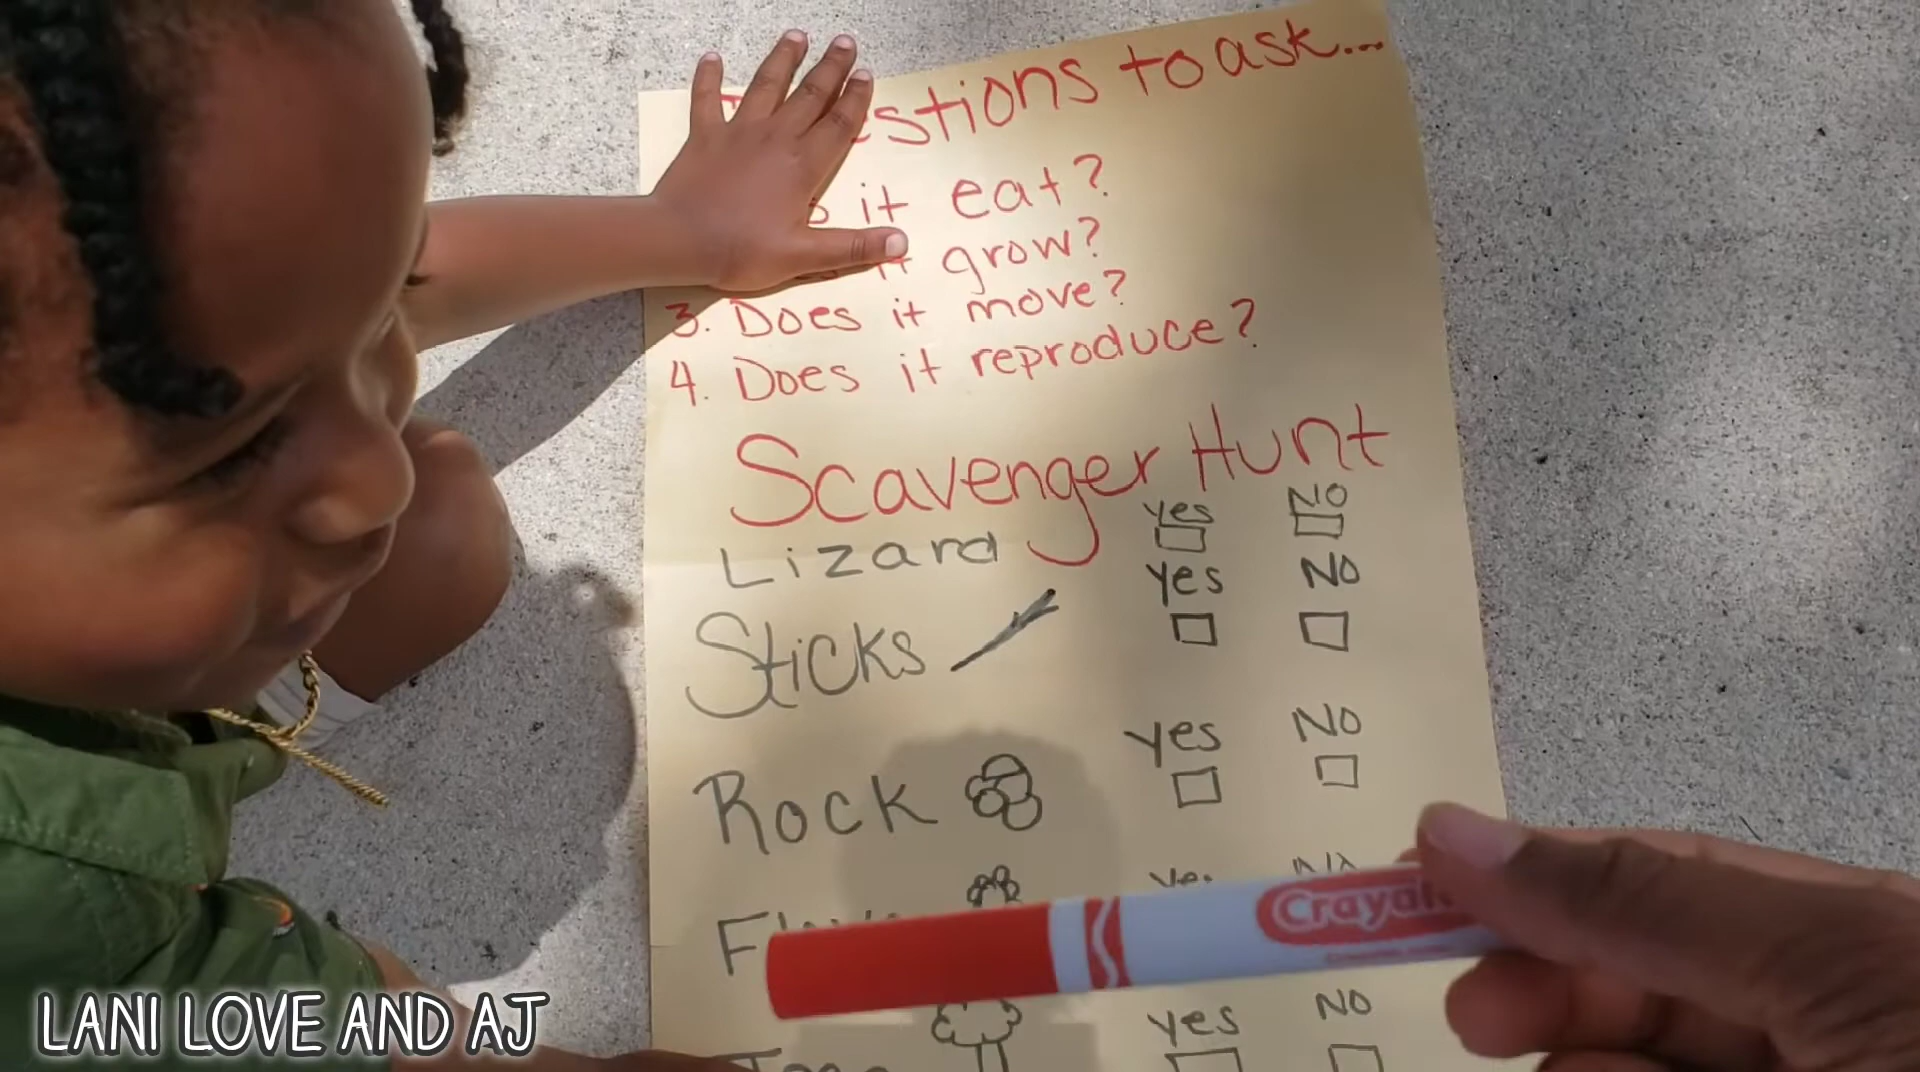 to ask...
it eat?
it grow?
3. Does it move?
4. Does it reproduce?
Scavenger Hunt
Lizard Yes No
Sticks Yes No
Rock Yes No
Crayola
Yes No
LANI LOVE AND AJ